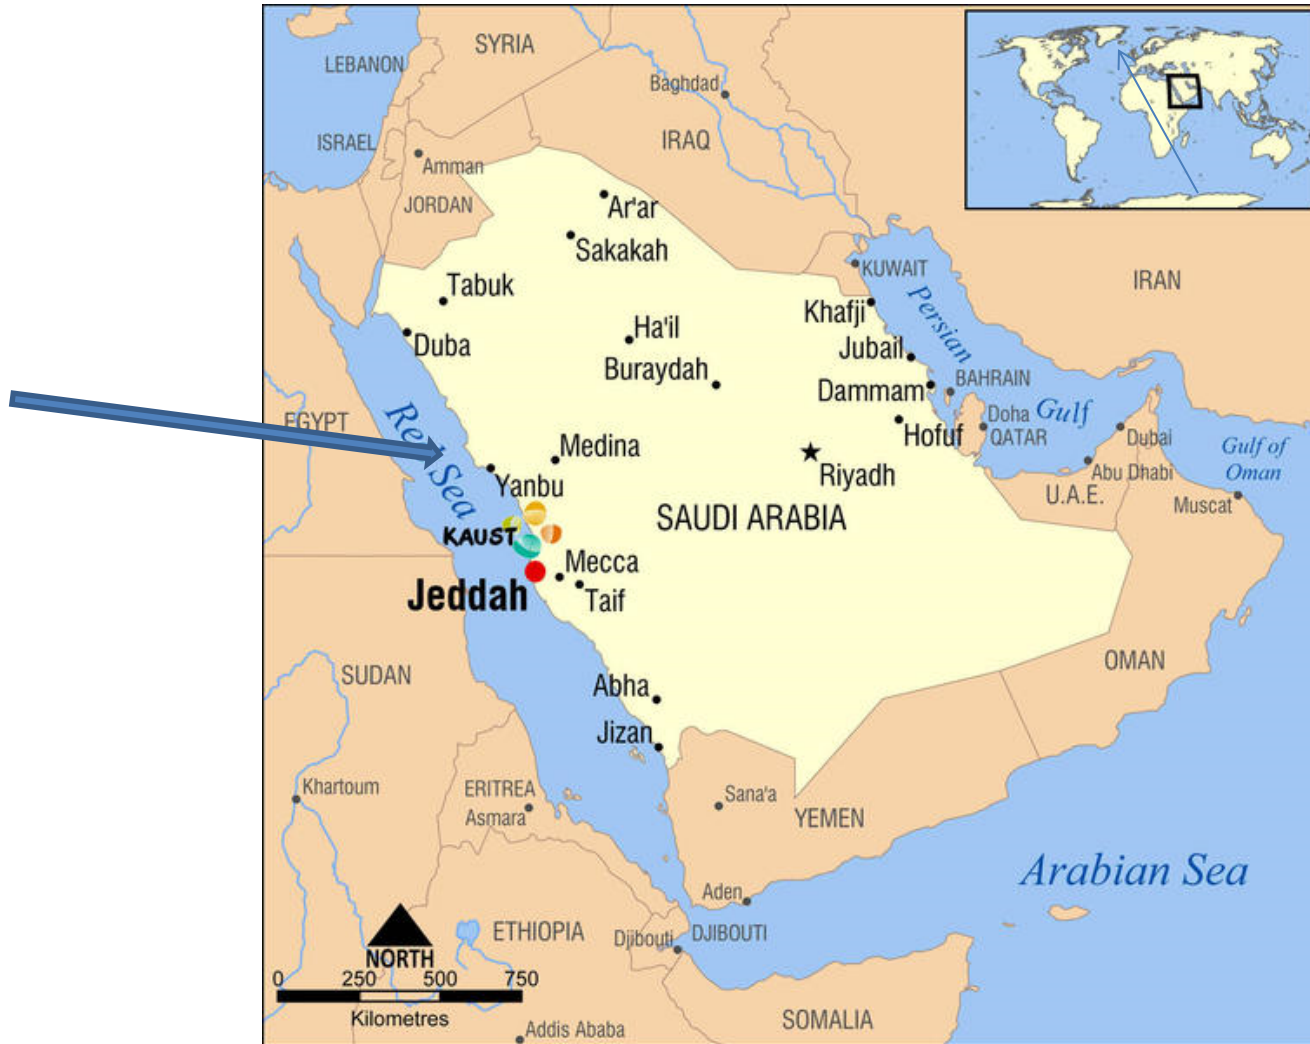 SYRIA
LEBANON
Baghdad
ISRAEL
IRAQ
Amman
JORDAN
Ar'ar
Sakakah
KUWAIT
IRAN
Tabuk
Khafji
Persian
Gulf
Duba
Ha'il
Jubail
Buraydah
Dammam
BAHRAIN
EGYPT
Red Sea
Hofuf
Doha
QATAR
Dubai
Gulf of
Oman
Medina
Riyadh
Abu Dhabi
Yanbu
U.A.E.
Muscat
SAUDI ARABIA
KAUST
Mecca
Jeddah
Taif
SUDAN
OMAN
Abha
Jizan
Khartoum
ERITREA
Asmara
Sana'a
YEMEN
Arabian Sea
Aden
ETHIOPIA
Djibouti
DJIBOUTI
NORTH
0 250 500 750
Kilometres
SOMALIA
Addis Ababa